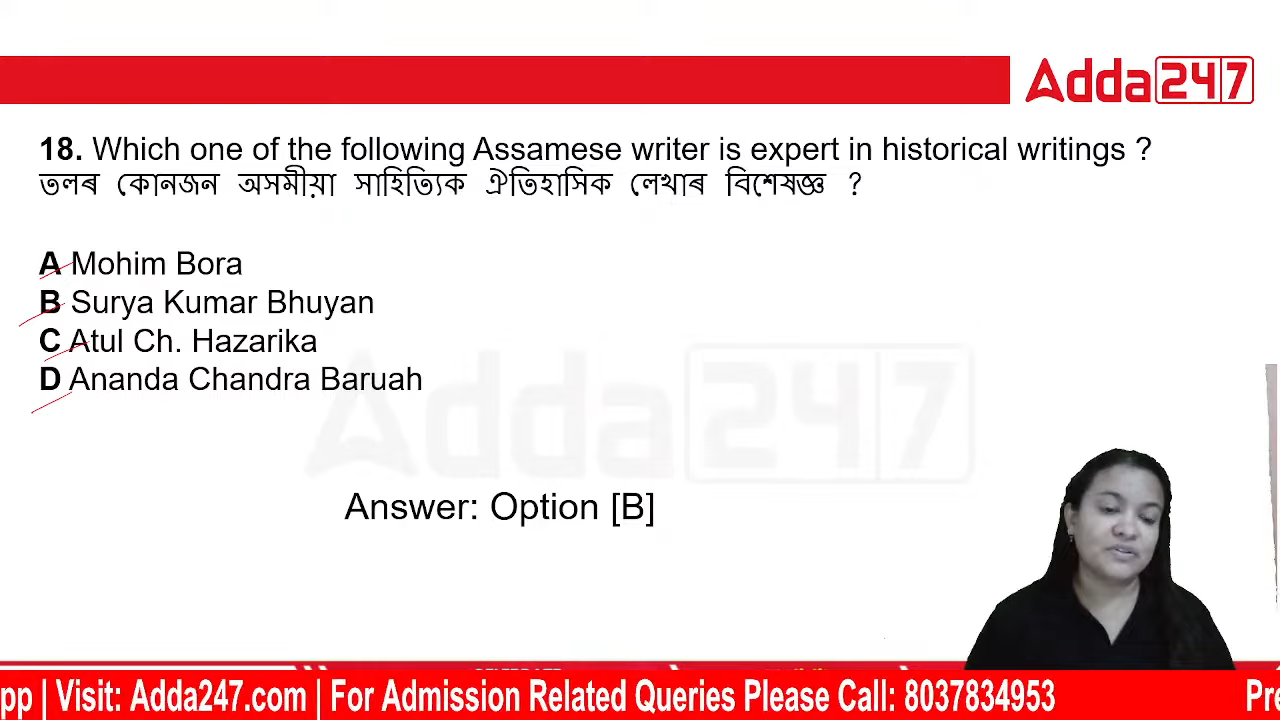 Adda247
18. Which one of the following Assamese writer is expert in historical writings ?
তলৰ কোনজন অসমীয়া সাহিত্যিক ঐতিহাসিক লেখাৰ বিশেষজ্ঞ ?
A Mohim Bora
B Surya Kumar Bhuyan
C Atul Ch. Hazarika
D Ananda Chandra Baruah
Adda247
Answer: Option [B]
pp | Visit: Adda247.com | For Admission Related Queries Please Call: 8037834953 Pre